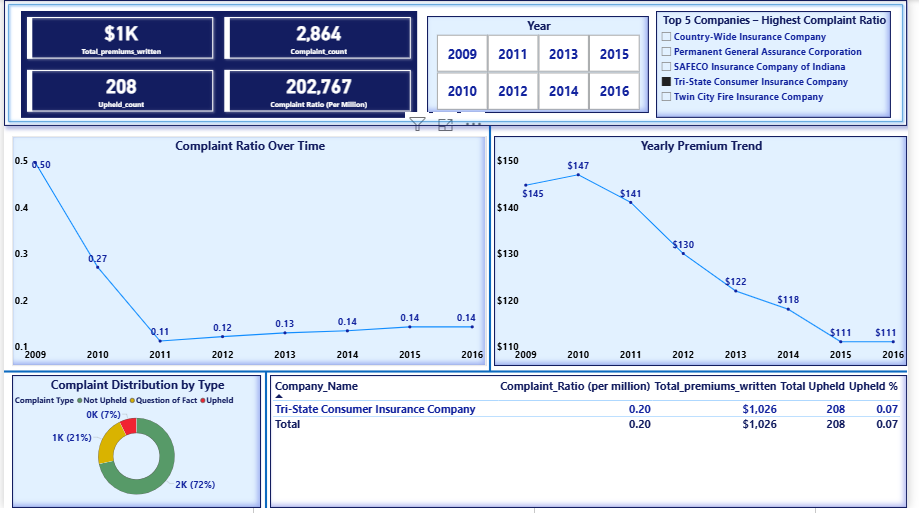 $1K
Total_premiums_written
2,864
Complaint_count
208
Upheld_count
202,767
Complaint Ratio (Per Million)
Year
2009 2011 2013 2015
2010 2012 2014 2016
Top 5 Companies – Highest Complaint Ratio
Country-Wide Insurance Company
Permanent General Assurance Corporation
SAFECO Insurance Company of Indiana
Tri-State Consumer Insurance Company
Twin City Fire Insurance Company
Complaint Ratio Over Time
0.5
0.4
0.3
0.2
0.1
0.50
0.27
0.11
0.12
0.13
0.14
0.14
0.14
2009 2010 2011 2012 2013 2014 2015 2016
Yearly Premium Trend
$150
$140
$130
$120
$110
$145
$147
$141
$130
$122
$118
$111
$111
2009 2010 2011 2012 2013 2014 2015 2016
Complaint Distribution by Type
Complaint Type Not Upheld Question of Fact Upheld
0K (7%)
1K (21%)
2K (72%)
Company_Name Complaint_Ratio (per million) Total_premiums_written Total Upheld Upheld %
Tri-State Consumer Insurance Company 0.20 $1,026 208 0.07
Total 0.20 $1,026 208 0.07